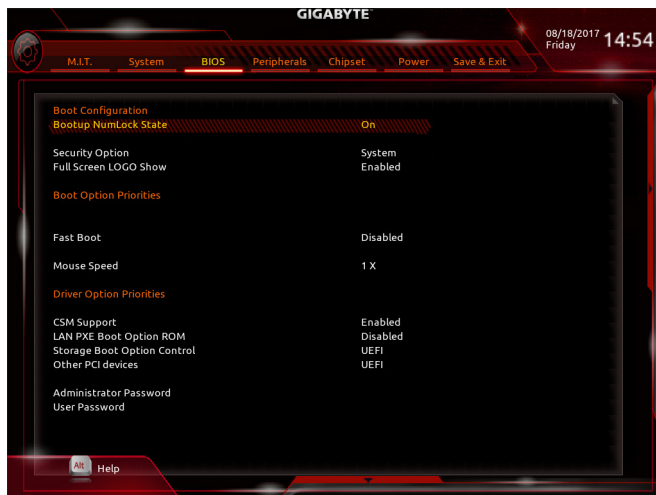 GIGABYTE™
08/18/2017 14:54
Friday
M.I.T. System BIOS Peripherals Chipset Power Save & Exit
Boot Configuration
Bootup NumLock State On
Security Option System
Full Screen LOGO Show Enabled
Boot Option Priorities
Fast Boot Disabled
Mouse Speed 1 X
Driver Option Priorities
CSM Support Enabled
LAN PXE Boot Option ROM Disabled
Storage Boot Option Control UEFI
Other PCI devices UEFI
Administrator Password
User Password
Alt Help